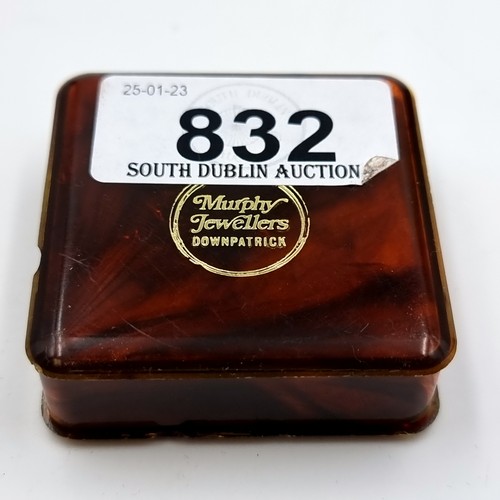 25-01-23
832
SOUTH DUBLIN AUCTION
Murphy
Jewellers
DOWNPATRICK